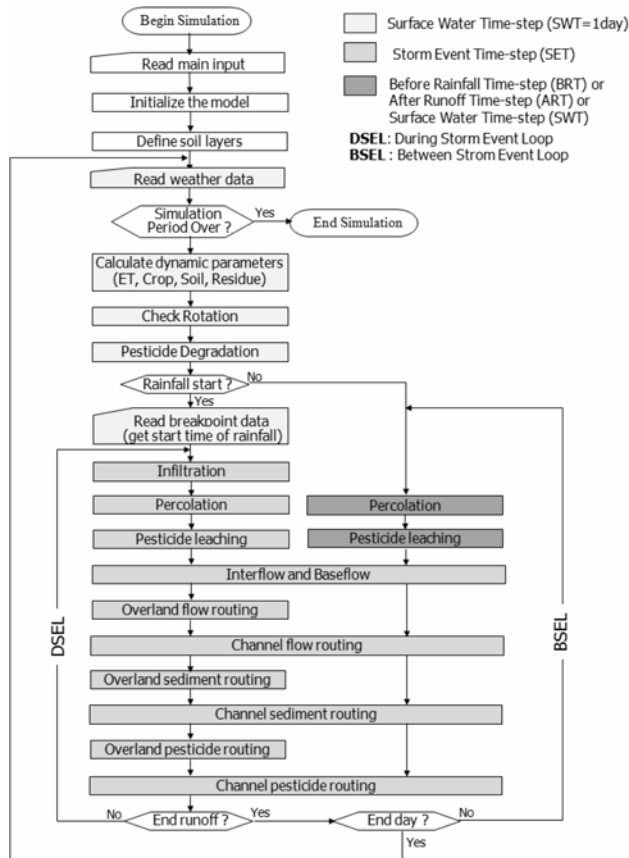 Begin Simulation
Read main input
Initialize the model
Define soil layers
Read weather data
Simulation
Period Over ?
Yes
End Simulation
Calculate dynamic parameters
(ET, Crop, Soil, Residue)
Check Rotation
Pesticide Degradation
Rainfall start ?
No
Yes
Read breakpoint data
(get start time of rainfall)
Infiltration
Percolation
Percolation
Pesticide leaching
Pesticide leaching
Interflow and Baseflow
Overland flow routing
Channel flow routing
Overland sediment routing
Channel sediment routing
Overland pesticide routing
Channel pesticide routing
No
End runoff ?
Yes
End day ?
No
Yes
DSEL
BSEL
Surface Water Time-step (SWT=1day)
Storm Event Time-step (SET)
Before Rainfall Time-step (BRT) or
After Runoff Time-step (ART) or
Surface Water Time-step (SWT)
DSEL: During Storm Event Loop
BSEL : Between Strom Event Loop